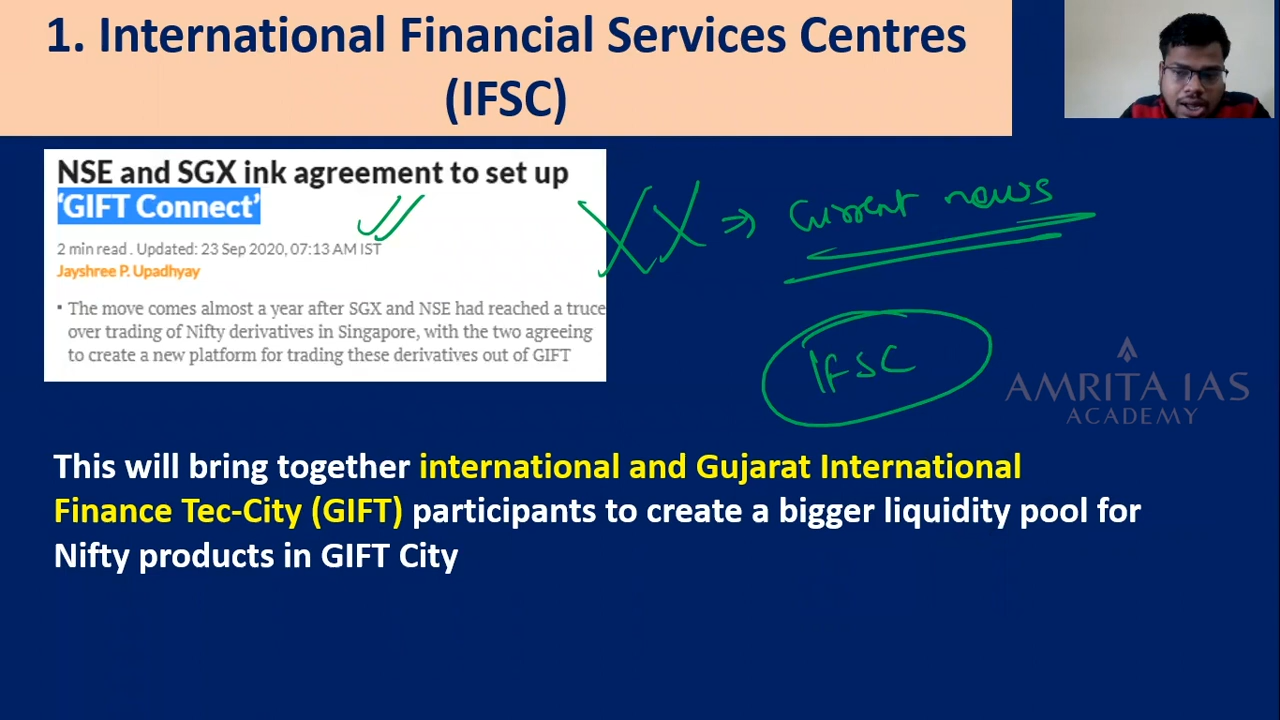 1. International Financial Services Centres
(IFSC)
NSE and SGX ink agreement to set up
‘GIFT Connect’
2 min read . Updated: 23 Sep 2020, 07:13 AM IST
Jayshree P. Upadhyay
▪ The move comes almost a year after SGX and NSE had reached a truce
over trading of Nifty derivatives in Singapore, with the two agreeing
to create a new platform for trading these derivatives out of GIFT
XX ⇒ Current news
IFSC
AMRITA IAS
ACADEMY
This will bring together international and Gujarat International
Finance Tec-City (GIFT) participants to create a bigger liquidity pool for
Nifty products in GIFT City